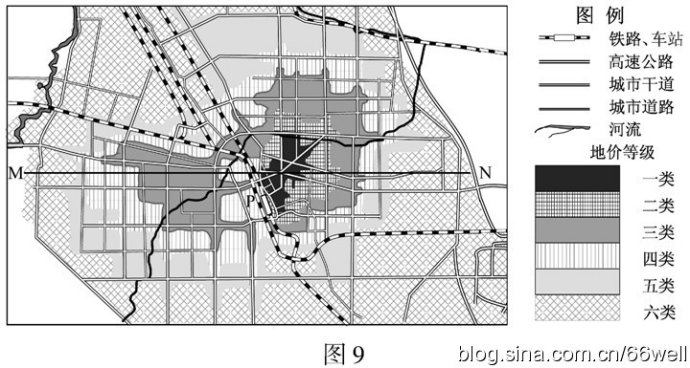 图 例
铁路、车站
高速公路
城市干道
城市道路
河流
地价等级
一类
二类
三类
四类
五类
六类
M
N
P
图 9
blog.sina.com.cn/66well